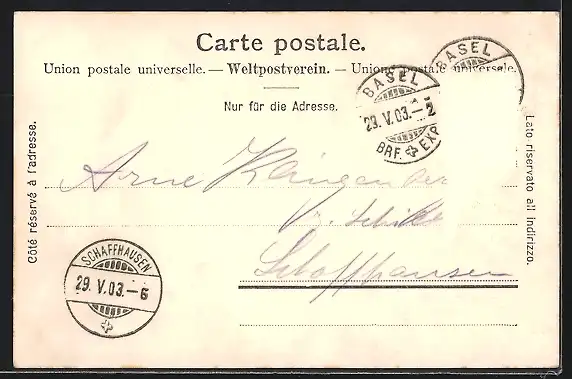 Carte postale.
Union postale universelle. — Weltpostverein. — Unione postale universale.
Nur für die Adresse.
Côté réservé à l'adresse.
Lato riservato all' indirizzo.
BASEL
29.V.03.–
BRF. EXP
BASEL
Arne
Schaffhausen
SCHAFFHAUSEN
29.V.03.–6